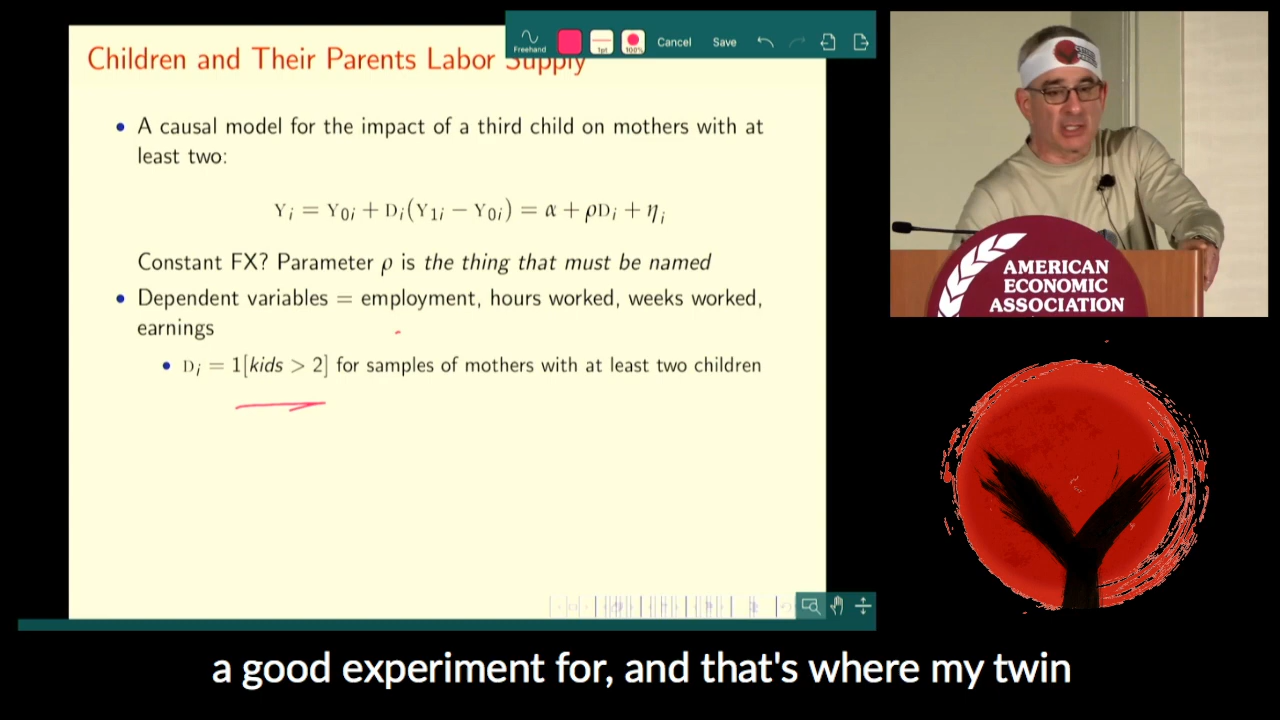 Freehand
1pt
100%
Cancel
Save
Children and Their Parents Labor Supply
• A causal model for the impact of a third child on mothers with at
least two:
Yᵢ = Y₀ᵢ + Dᵢ(Y₁ᵢ − Y₀ᵢ) = α + ρDᵢ + ηᵢ
Constant FX? Parameter ρ is the thing that must be named
• Dependent variables = employment, hours worked, weeks worked,
earnings
• Dᵢ = 1[kids > 2] for samples of mothers with at least two children
AMERICAN
ECONOMIC
ASSOCIATION
a good experiment for, and that's where my twin